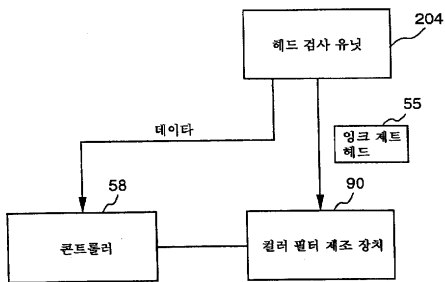 204
헤드 검사 유닛
55
데이타
잉크 제트
헤드
58
90
콘트롤러
컬러 필터 제조 장치